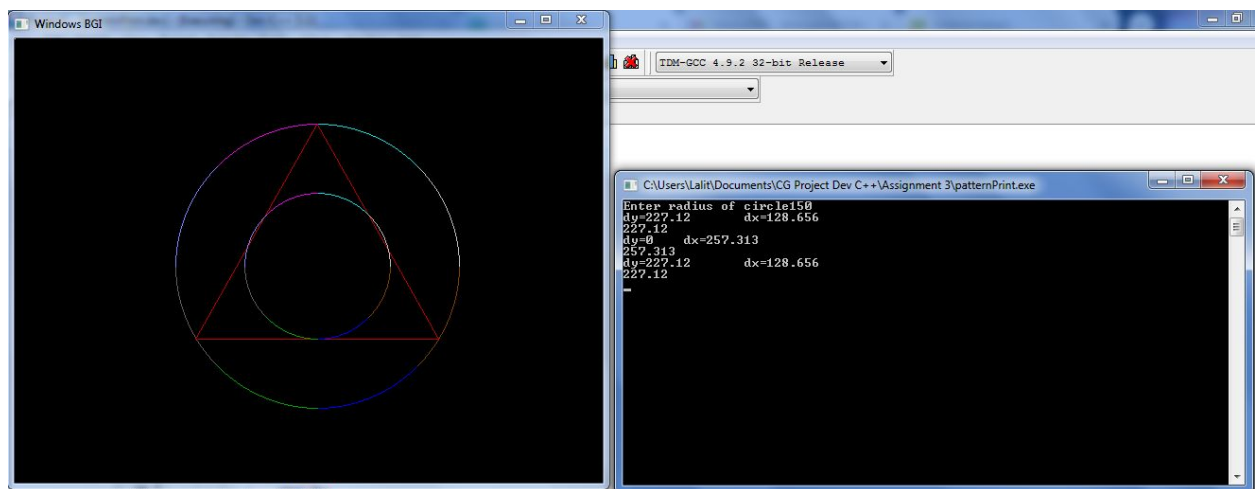 Windows BGI
TDM-GCC 4.9.2 32-bit Release
C:\Users\Lalit\Documents\CG Project Dev C++\Assignment 3\patternPrint.exe
Enter radius of circle150
dy=227.12 dx=128.656
227.12
dy=0 dx=257.313
257.313
dy=227.12 dx=128.656
227.12